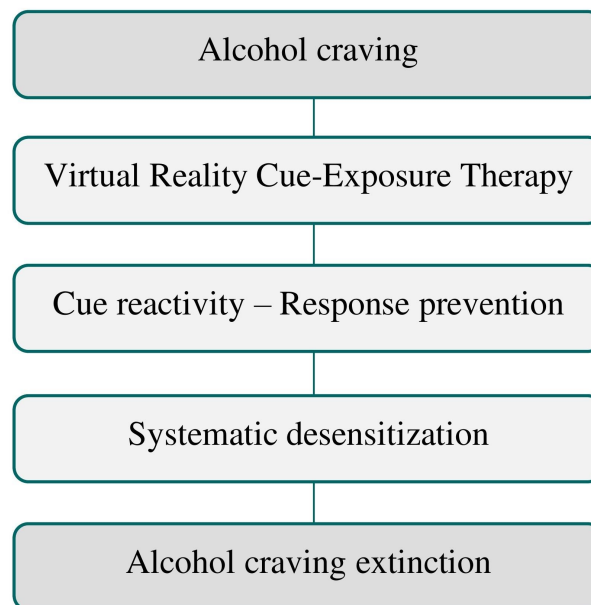 Alcohol craving
Virtual Reality Cue-Exposure Therapy
Cue reactivity – Response prevention
Systematic desensitization
Alcohol craving extinction